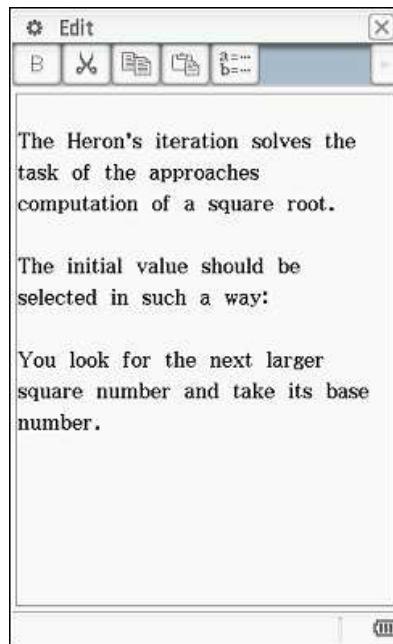 Edit
B
a=...
b=...
The Heron's iteration solves the
task of the approaches
computation of a square root.
The initial value should be
selected in such a way:
You look for the next larger
square number and take its base
number.